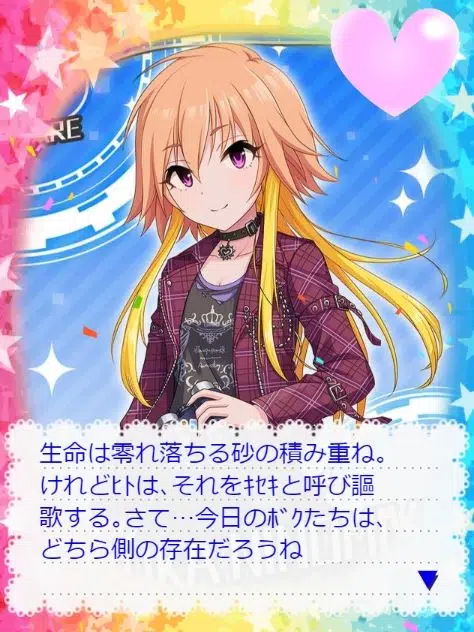 RE
生命は零れ落ちる砂の積み重ね。
けれどﾋﾄは、それをｷｾｷと呼び謳
歌する。さて…今日のﾎﾞｸたちは、
どちら側の存在だろうね